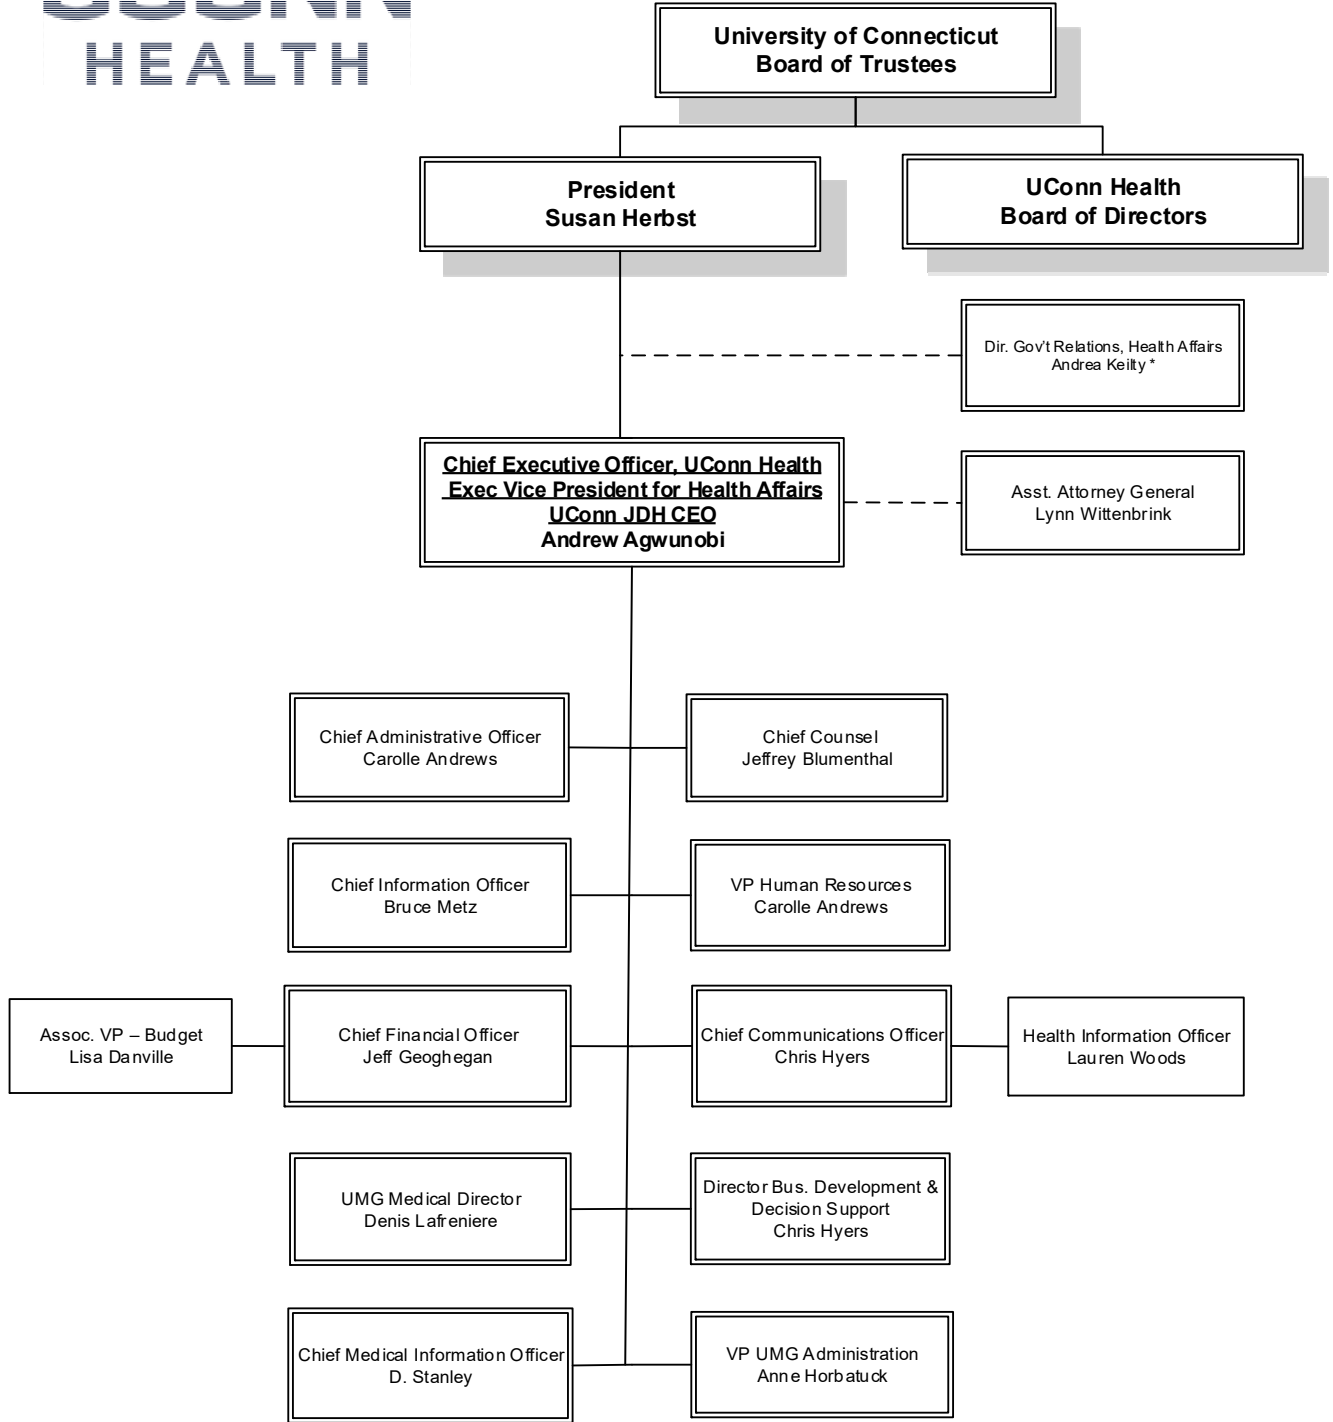 UCONN
HEALTH
University of Connecticut
Board of Trustees
President
Susan Herbst
UConn Health
Board of Directors
Dir. Gov't Relations, Health Affairs
Andrea Keilty *
Chief Executive Officer, UConn Health
Exec Vice President for Health Affairs
UConn JDH CEO
Andrew Agwunobi
Asst. Attorney General
Lynn Wittenbrink
Chief Administrative Officer
Carolle Andrews
Chief Counsel
Jeffrey Blumenthal
Chief Information Officer
Bruce Metz
VP Human Resources
Carolle Andrews
Assoc. VP – Budget
Lisa Danville
Chief Financial Officer
Jeff Geoghegan
Chief Communications Officer
Chris Hyers
Health Information Officer
Lauren Woods
UMG Medical Director
Denis Lafreniere
Director Bus. Development &
Decision Support
Chris Hyers
Chief Medical Information Officer
D. Stanley
VP UMG Administration
Anne Horbatuck